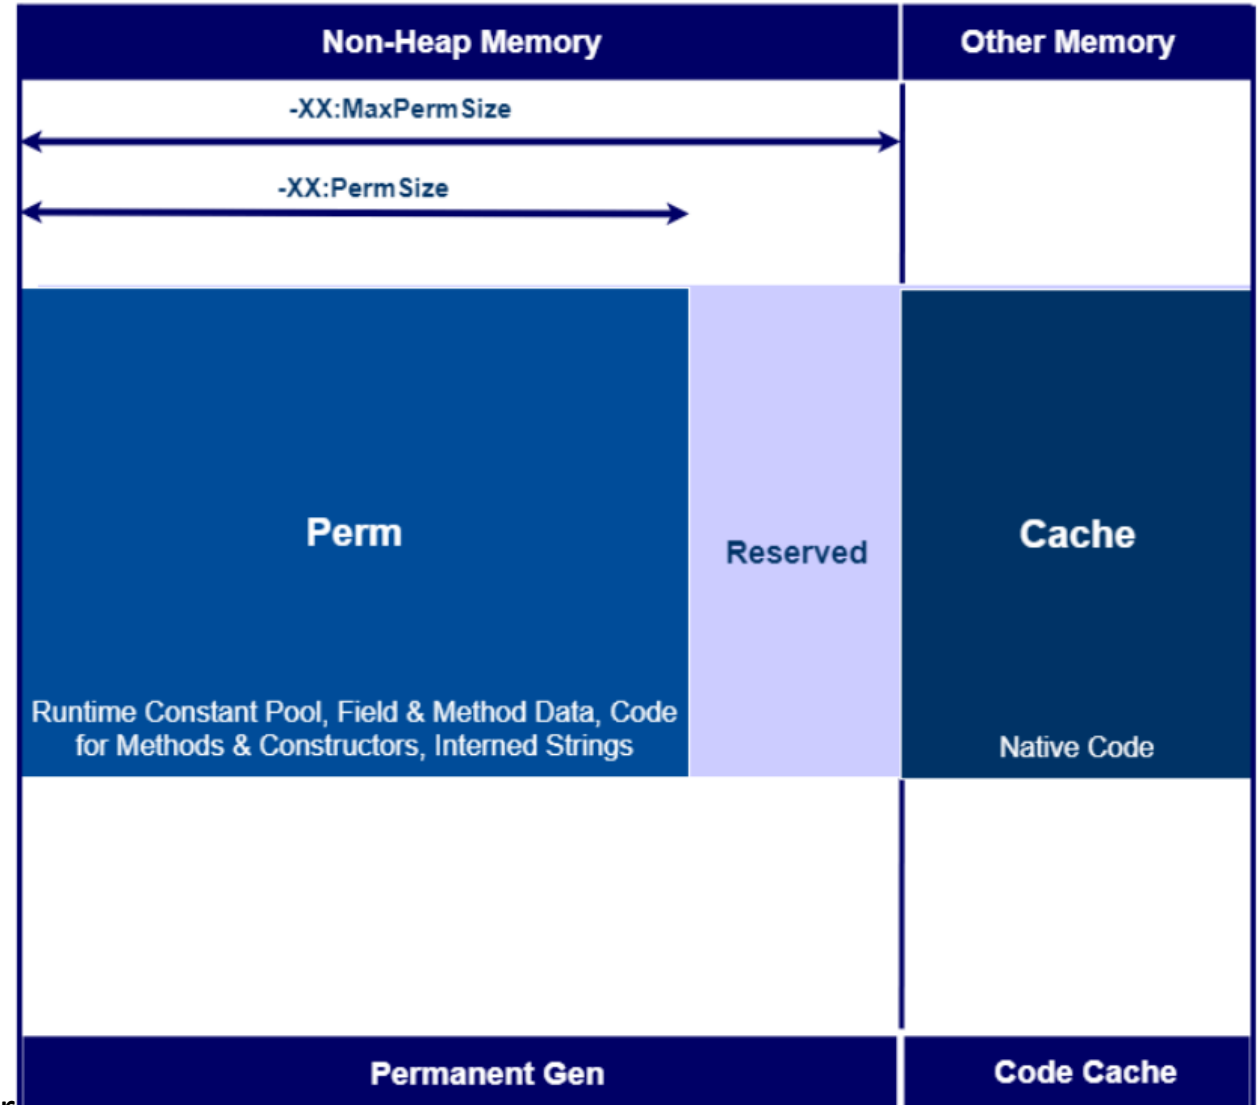 Non-Heap Memory
Other Memory
-XX:MaxPermSize
-XX:PermSize
Perm
Reserved
Cache
Runtime Constant Pool, Field & Method Data, Code
for Methods & Constructors, Interned Strings
Native Code
Permanent Gen
Code Cache